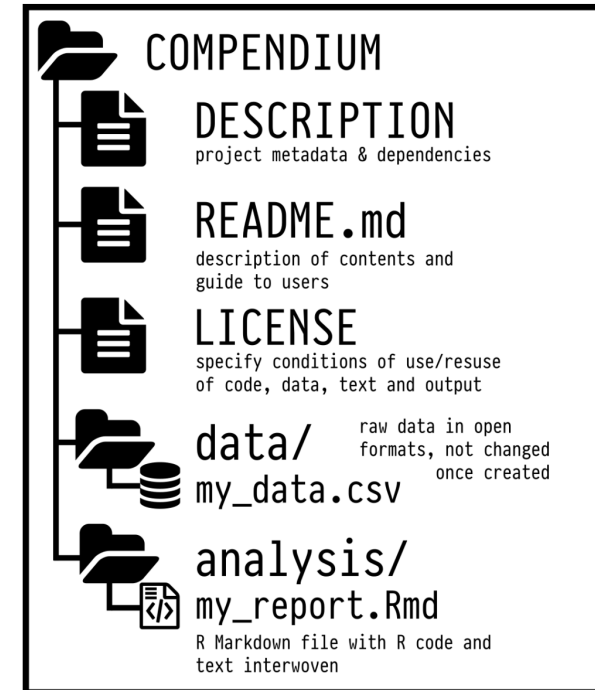 COMPENDIUM
DESCRIPTION
project metadata & dependencies
README.md
description of contents and
guide to users
LICENSE
specify conditions of use/resuse
of code, data, text and output
data/
raw data in open
formats, not changed
once created
my_data.csv
analysis/
</>
my_report.Rmd
R Markdown file with R code and
text interwoven